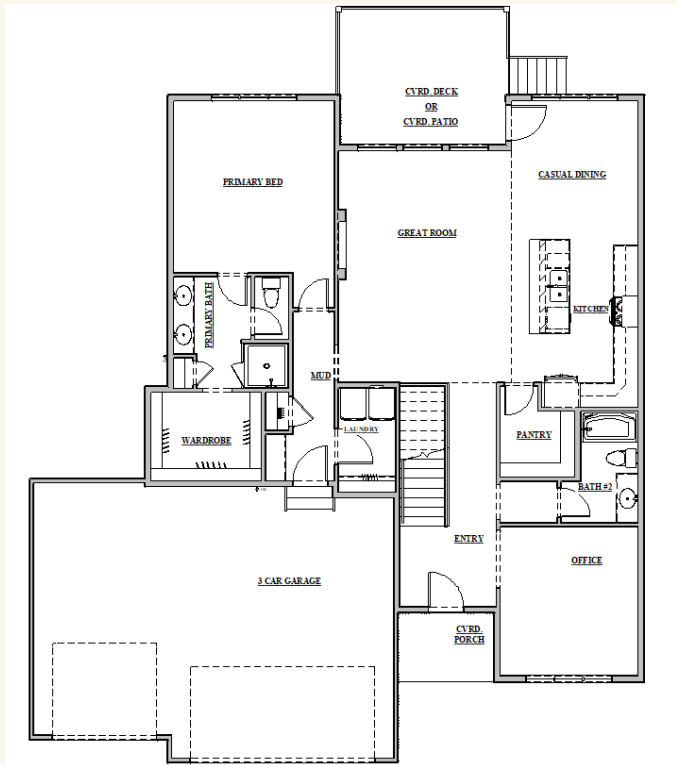 CVRD. DECK
OR
CVRD. PATIO
PRIMARY BED
CASUAL DINING
GREAT ROOM
PRIMARY BATH
KITCHEN
MUD
WARDROBE
LAUNDRY
PANTRY
BATH #2
ENTRY
OFFICE
3 CAR GARAGE
CVRD.
PORCH